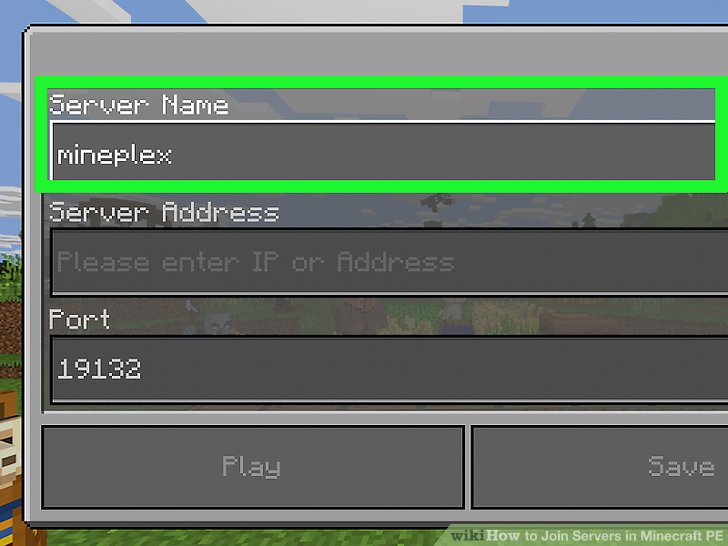 Server Name
mineplex
Server Address
Please enter IP or Address
Port
19132
Play
Save
wikiHow to Join Servers in Minecraft PE